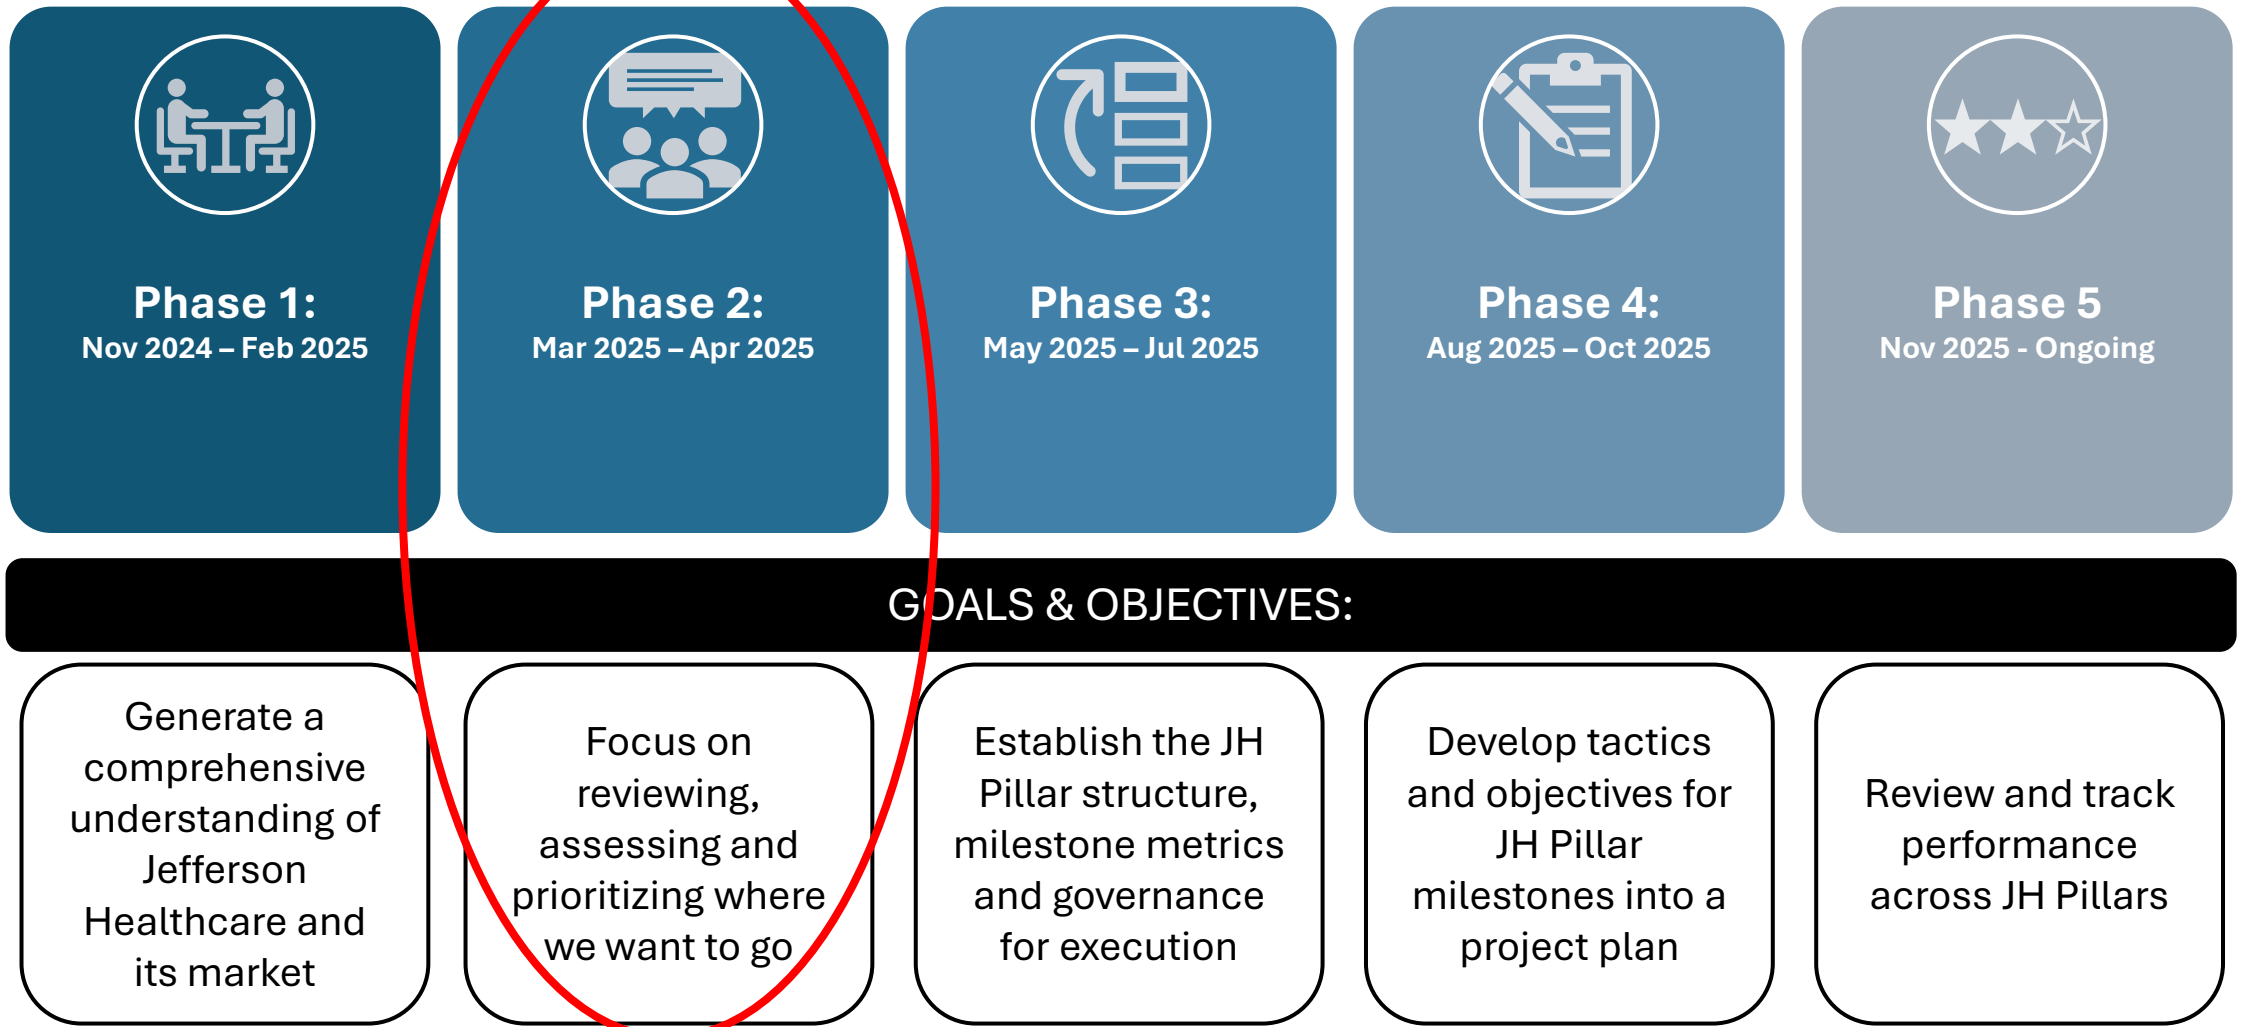 Phase 1:
Nov 2024 – Feb 2025
Phase 2:
Mar 2025 – Apr 2025
Phase 3:
May 2025 – Jul 2025
Phase 4:
Aug 2025 – Oct 2025
Phase 5
Nov 2025 - Ongoing
GOALS & OBJECTIVES:
Generate a
comprehensive
understanding of
Jefferson
Healthcare and
its market
Focus on
reviewing,
assessing and
prioritizing where
we want to go
Establish the JH
Pillar structure,
milestone metrics
and governance
for execution
Develop tactics
and objectives for
JH Pillar
milestones into a
project plan
Review and track
performance
across JH Pillars